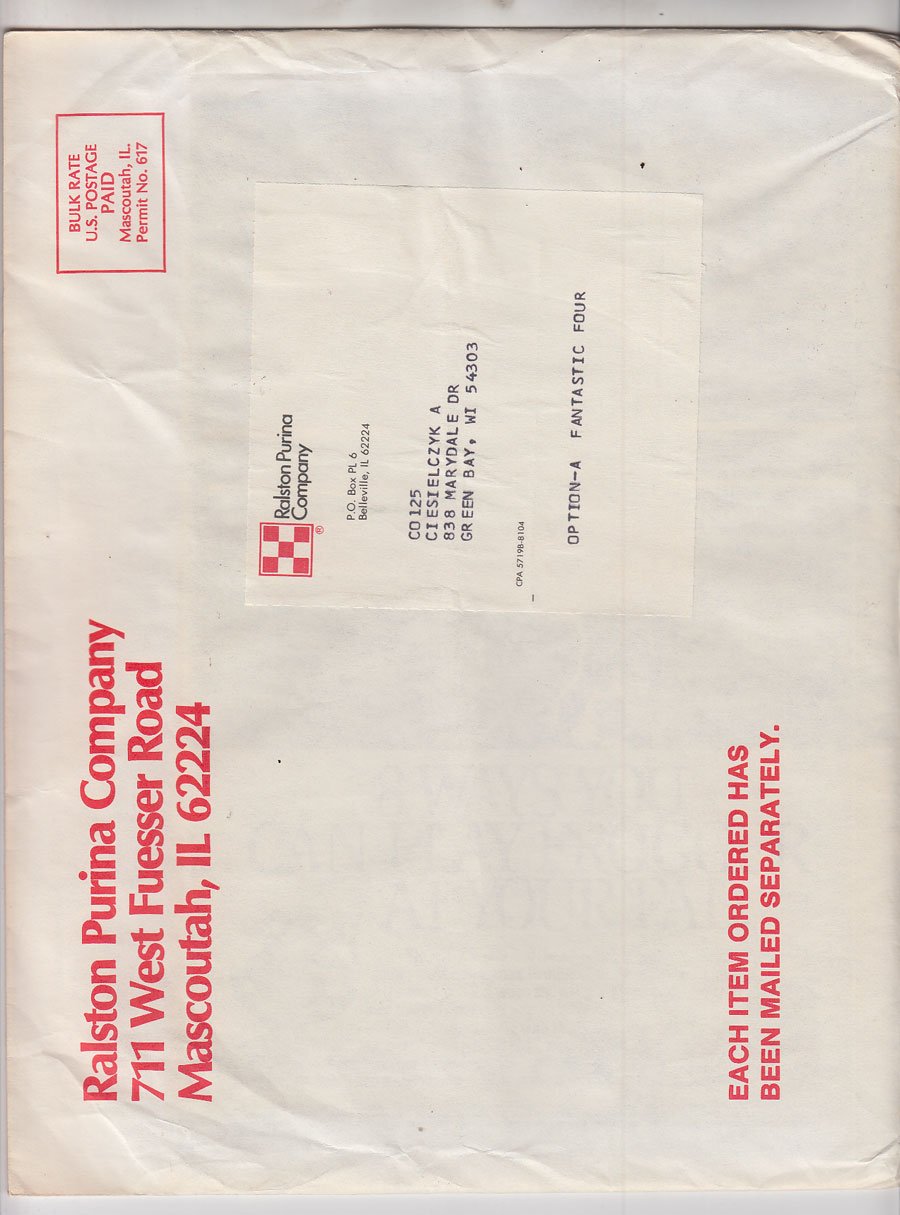 Ralston Purina Company
711 West Fuesser Road
Mascoutah, IL 62224
BULK RATE
U.S. POSTAGE
PAID
Mascoutah, IL.
Permit No. 617
Ralston Purina
Company
®
P.O. Box PL 6
Belleville, IL 62224
CO125
CIESIELCZYK A
838 MARYDALE DR
GREEN BAY, WI 54303
CPA 5719B-8104
OPTION-A FANTASTIC FOUR
EACH ITEM ORDERED HAS
BEEN MAILED SEPARATELY.